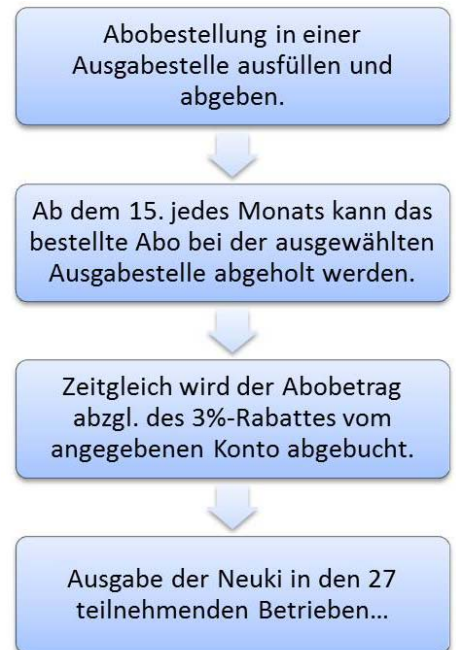 Abobestellung in einer
Ausgabestelle ausfüllen und
abgeben.
Ab dem 15. jedes Monats kann das
bestellte Abo bei der ausgewählten
Ausgabestelle abgeholt werden.
Zeitgleich wird der Abobetrag
abzgl. des 3%-Rabattes vom
angegebenen Konto abgebucht.
Ausgabe der Neuki in den 27
teilnehmenden Betrieben...